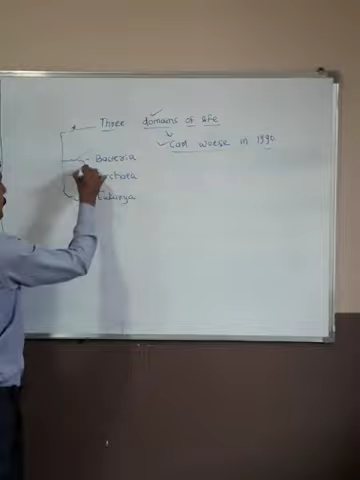 Three domains of life
Carl Woese in 1990
- Bacteria
Archaea
Eukarya